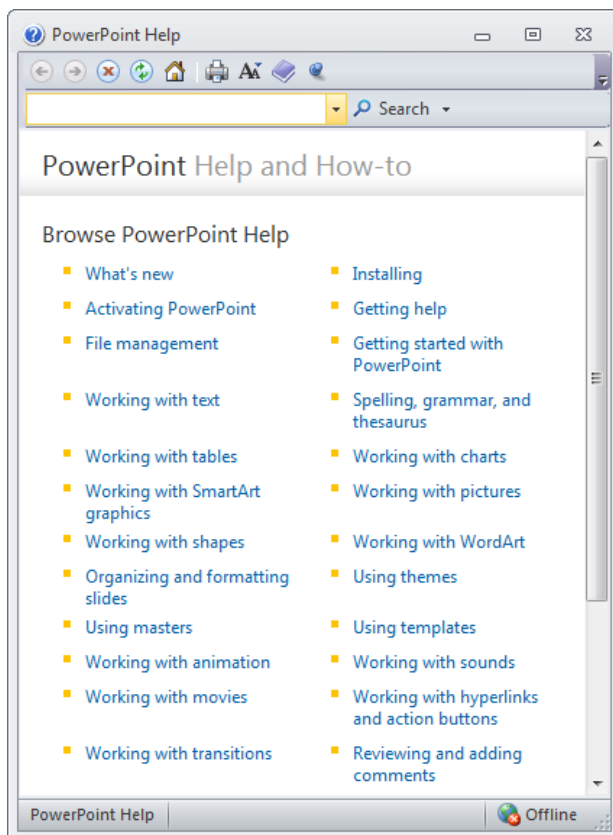 PowerPoint Help
Search
PowerPoint Help and How-to
Browse PowerPoint Help
What's new
Installing
Activating PowerPoint
Getting help
File management
Getting started with
PowerPoint
Working with text
Spelling, grammar, and
thesaurus
Working with tables
Working with charts
Working with SmartArt
graphics
Working with pictures
Working with shapes
Working with WordArt
Organizing and formatting
slides
Using themes
Using masters
Using templates
Working with animation
Working with sounds
Working with movies
Working with hyperlinks
and action buttons
Working with transitions
Reviewing and adding
comments
PowerPoint Help
Offline